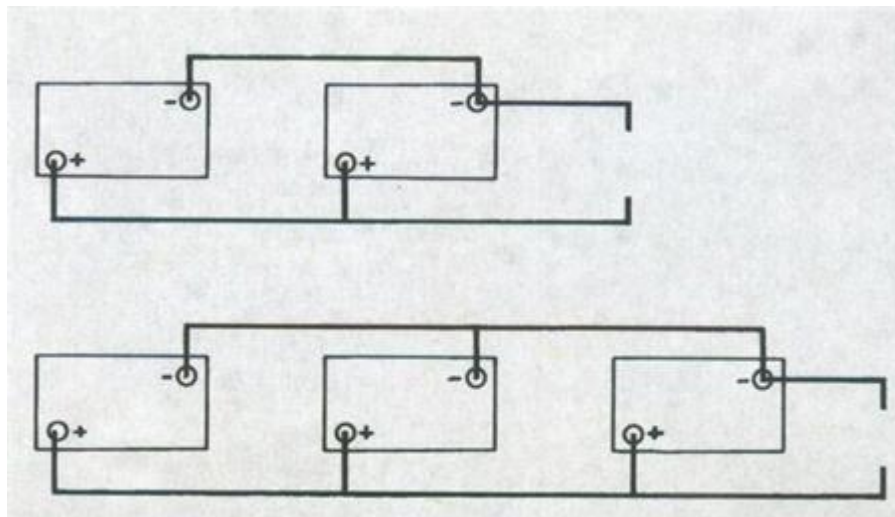 - -
+ +
- - -
+ + +